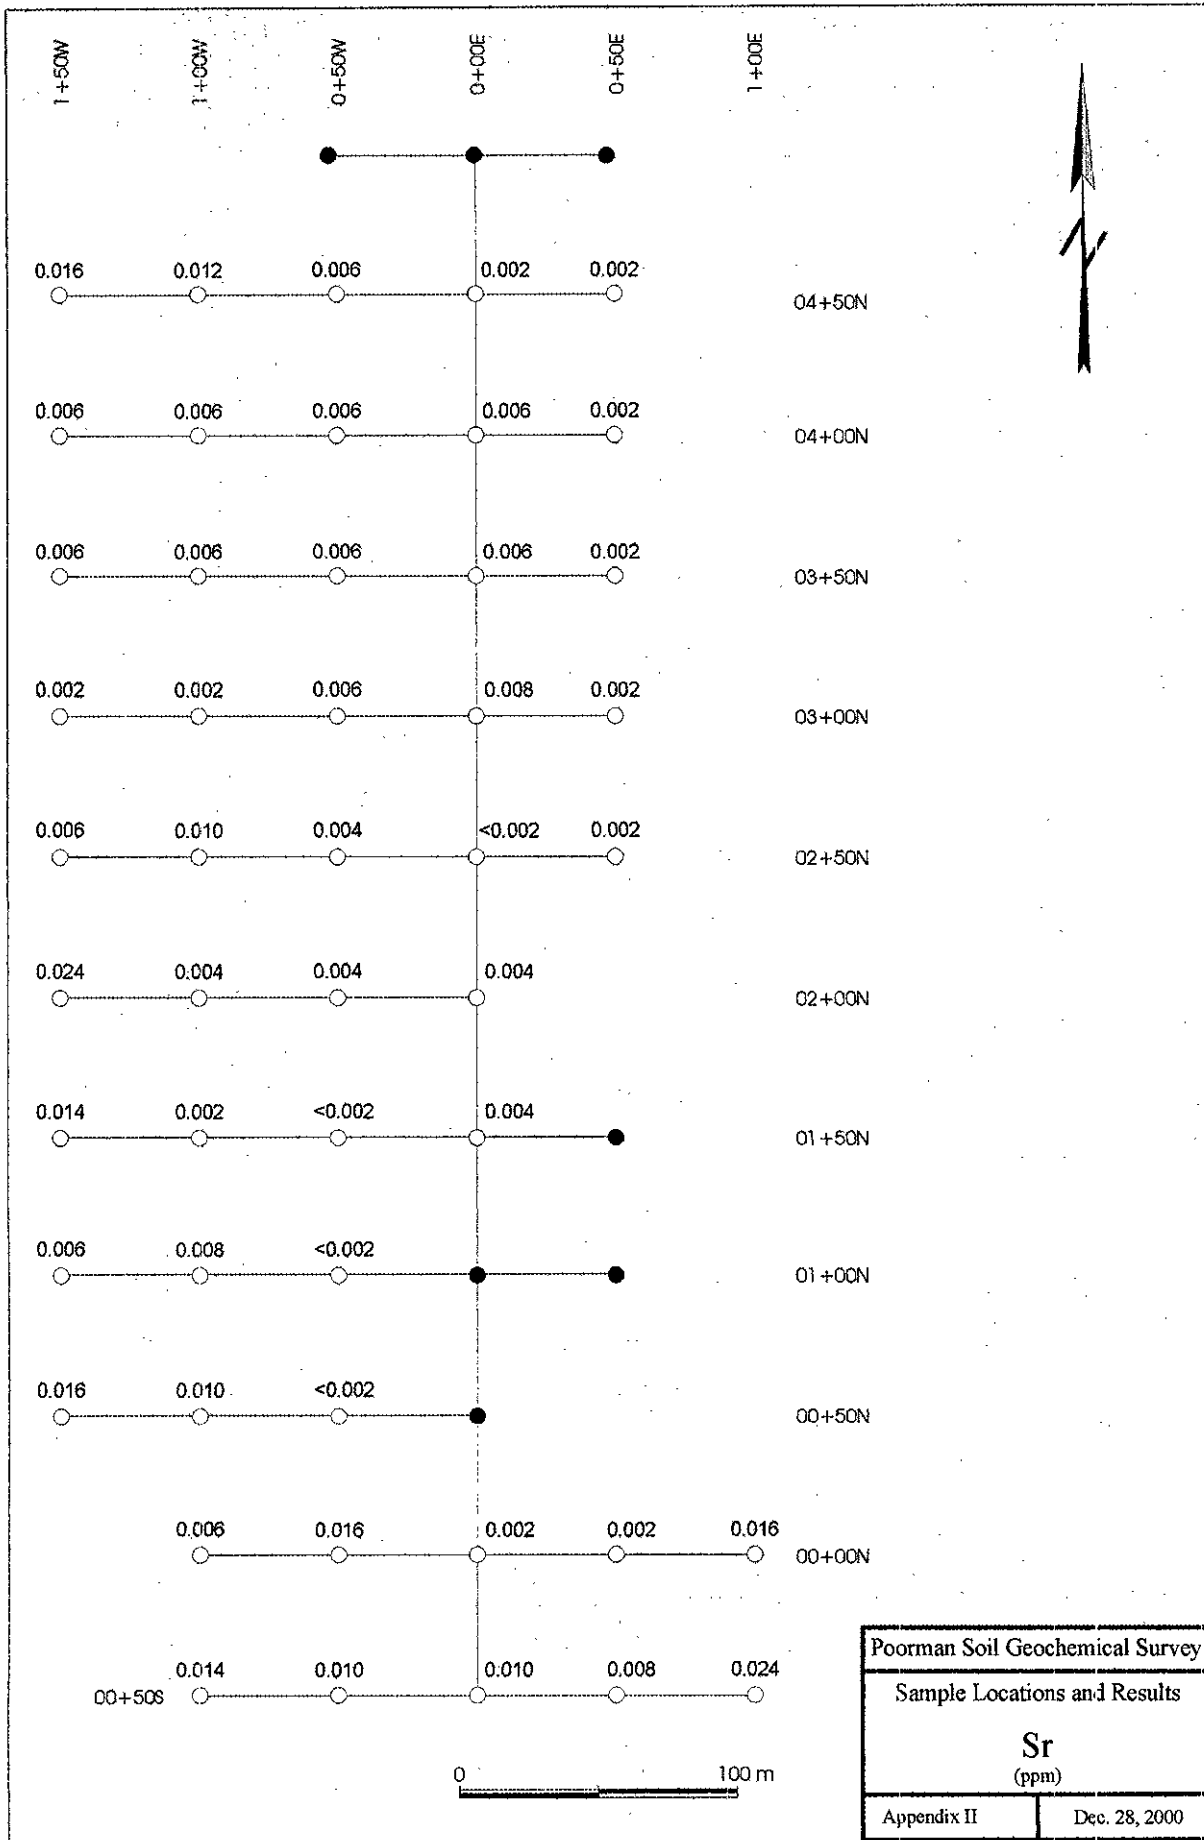 1+50W 1+00W 0+50W 0+00E 0+50E 1+00E
0.016 0.012 0.006 0.002 0.002
04+50N
0.006 0.006 0.006 0.006 0.002
04+00N
0.006 0.006 0.006 0.006 0.002
03+50N
0.002 0.002 0.006 0.008 0.002
03+00N
0.006 0.010 0.004 <0.002 0.002
02+50N
0.024 0.004 0.004 0.004
02+00N
0.014 0.002 <0.002 0.004
01+50N
0.006 0.008 <0.002
01+00N
0.016 0.010 <0.002
00+50N
0.006 0.016 0.002 0.002 0.016
00+00N
0.014 0.010 0.010 0.008 0.024
00+50S
0 100 m
N
Poorman Soil Geochemical Survey
Sample Locations and Results
Sr
(ppm)
Appendix II
Dec. 28, 2000